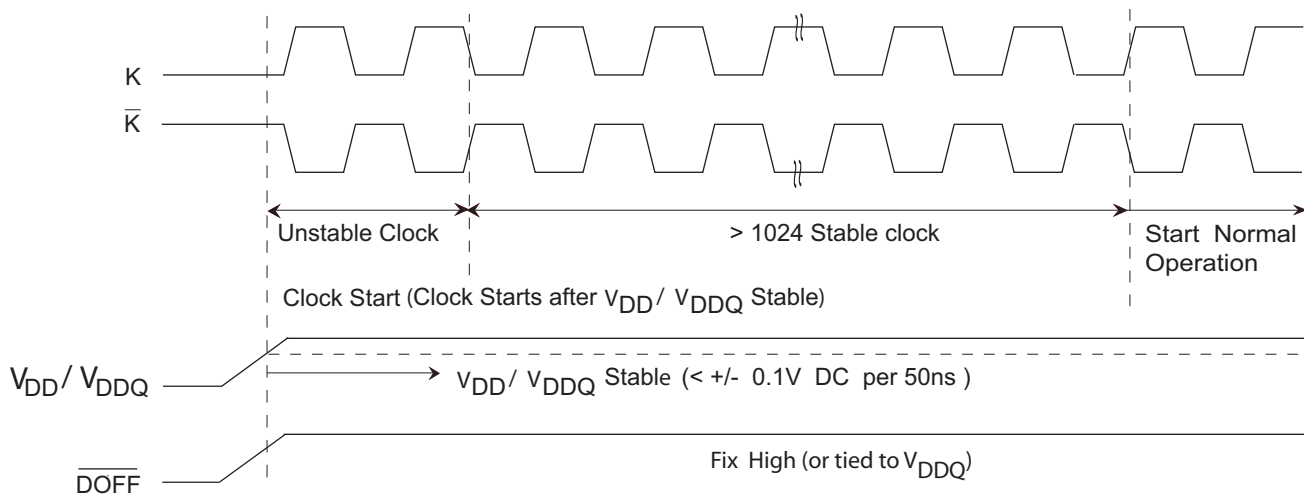 K
K̅
Unstable Clock
> 1024 Stable clock
Start Normal
Operation
Clock Start (Clock Starts after VDD / VDDQ Stable)
VDD / VDDQ
VDD / VDDQ Stable (< +/- 0.1V DC per 50ns )
Fix High (or tied to VDDQ)
D̅O̅F̅F̅